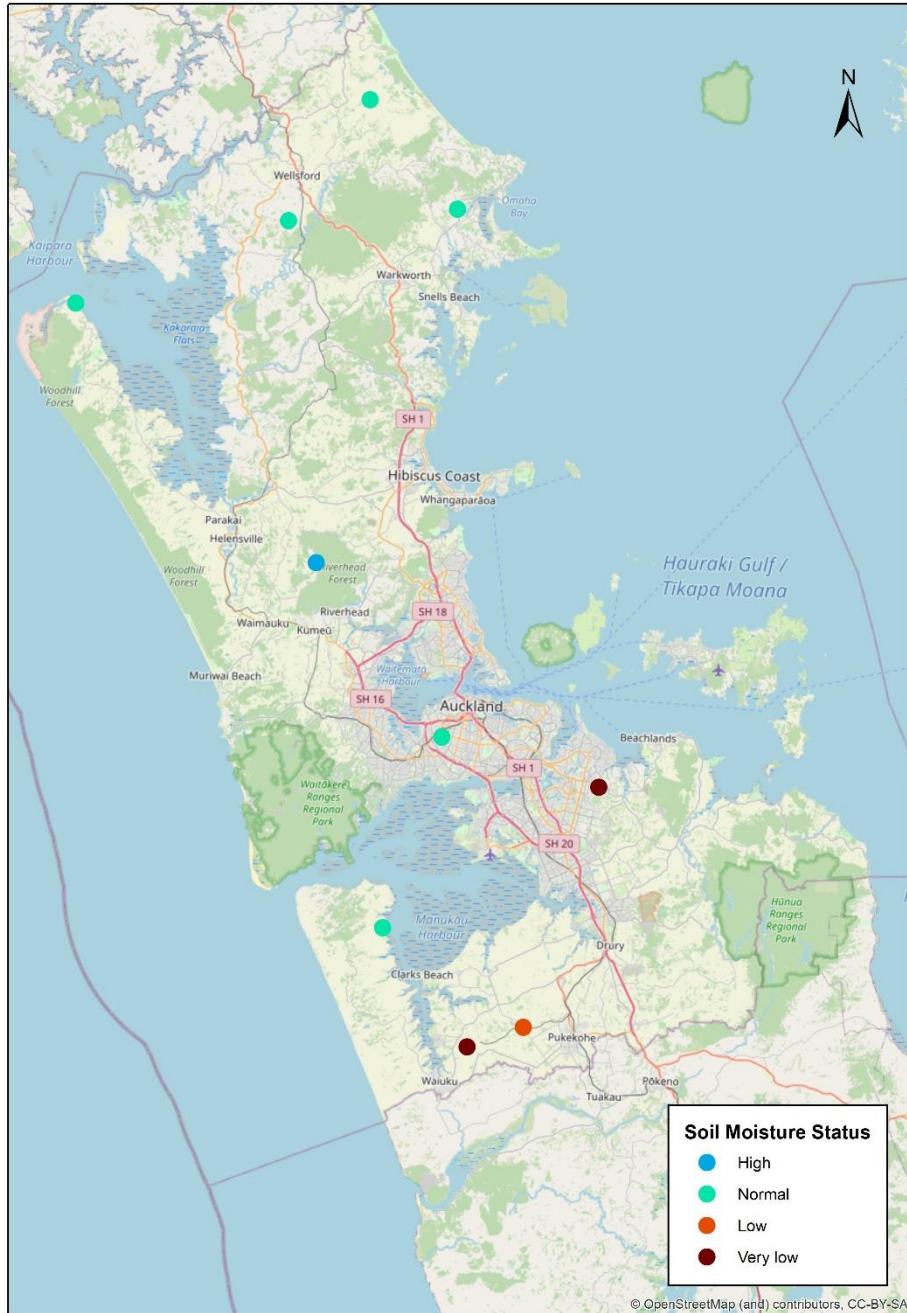 N
Wellsford
Omaha
Bay
Kaipara
Harbour
Warkworth
Snells Beach
Kakaraia
Flats
Woodhill
Forest
SH 1
Hibiscus Coast
Whangaparāoa
Parakai
Helensville
Woodhill
Forest
Riverhead
Forest
Hauraki Gulf /
Tīkapa Moana
Riverhead
SH 18
Waimauku
Kumeū
Muriwai Beach
Waitematā
Harbour
SH 16
Auckland
Beachlands
SH 1
Waitākere
Ranges
Regional
Park
SH 20
Hūnua
Ranges
Regional
Park
Manukau
Harbour
Drury
Clarks Beach
Pukekohe
Waiuku
Pōkeno
Tuakau
Soil Moisture Status
High
Normal
Low
Very low
© OpenStreetMap (and) contributors, CC-BY-SA